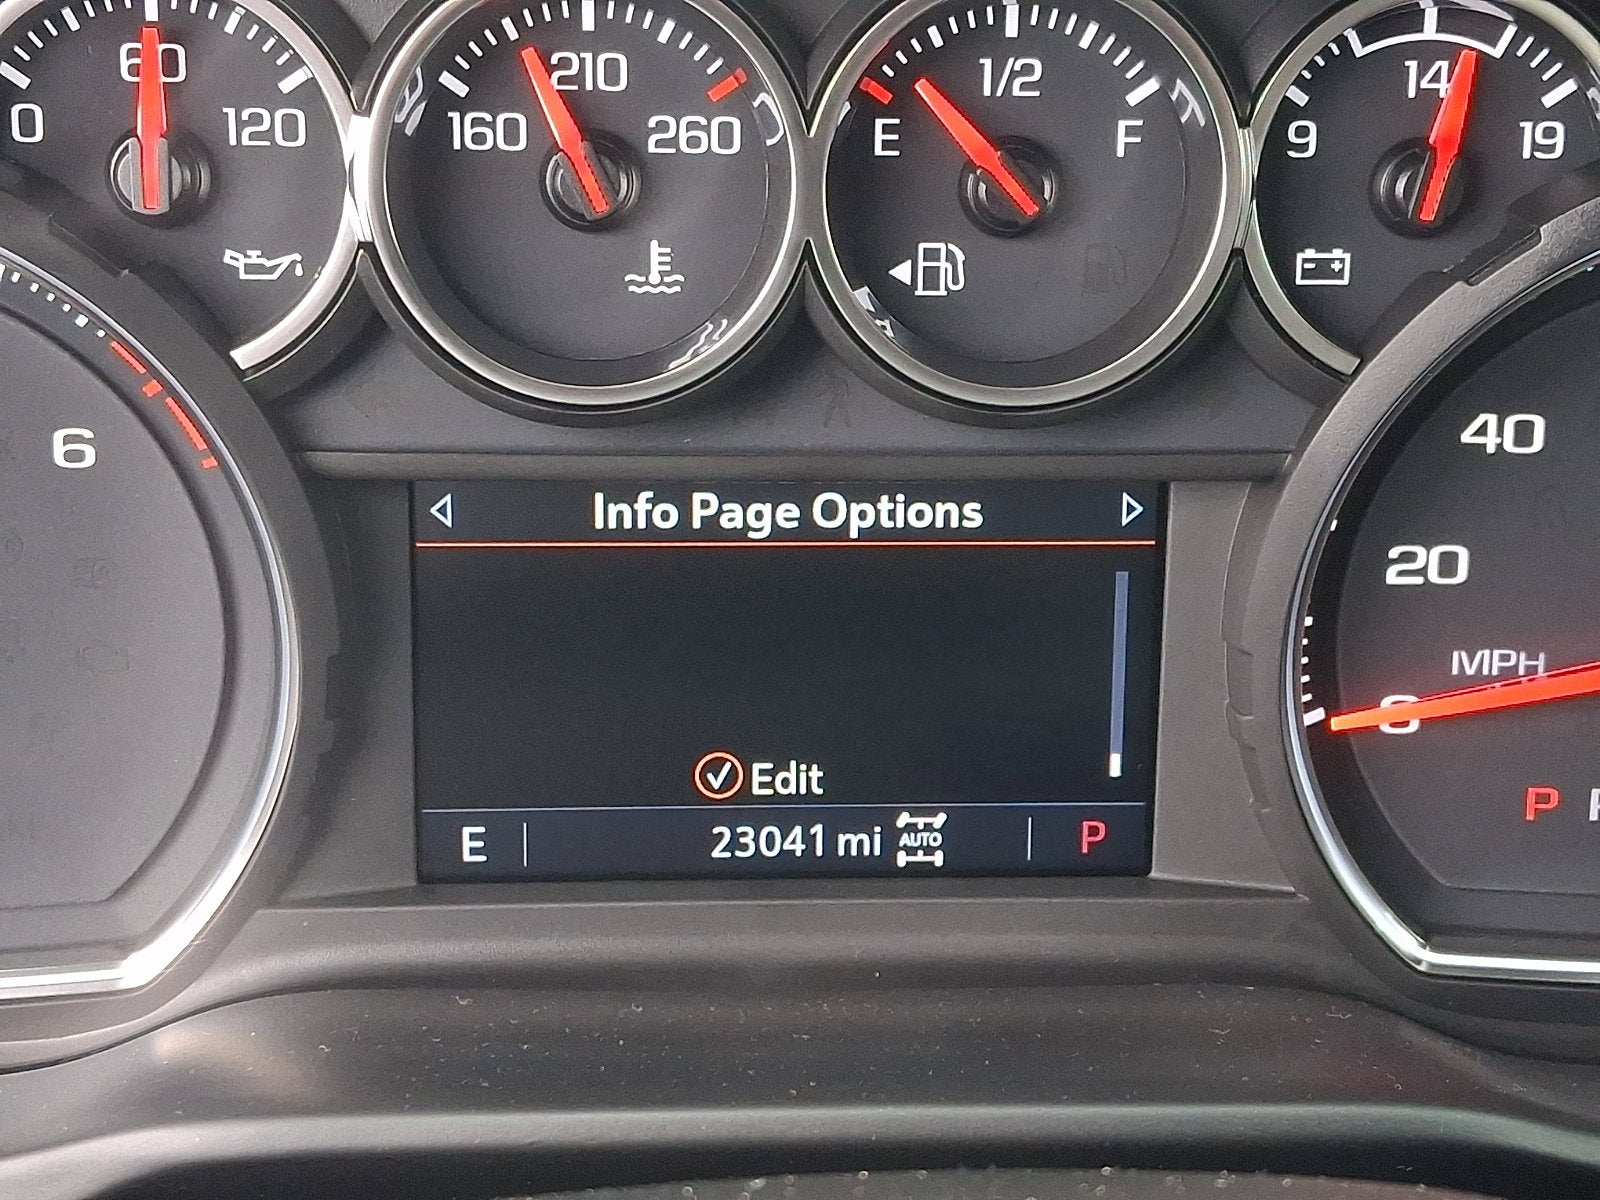 0 60 120
160 210 260
E 1/2 F
9 14 19
6
40
20
MPH
0
P
Info Page Options
Edit
E 23041 mi AUTO P